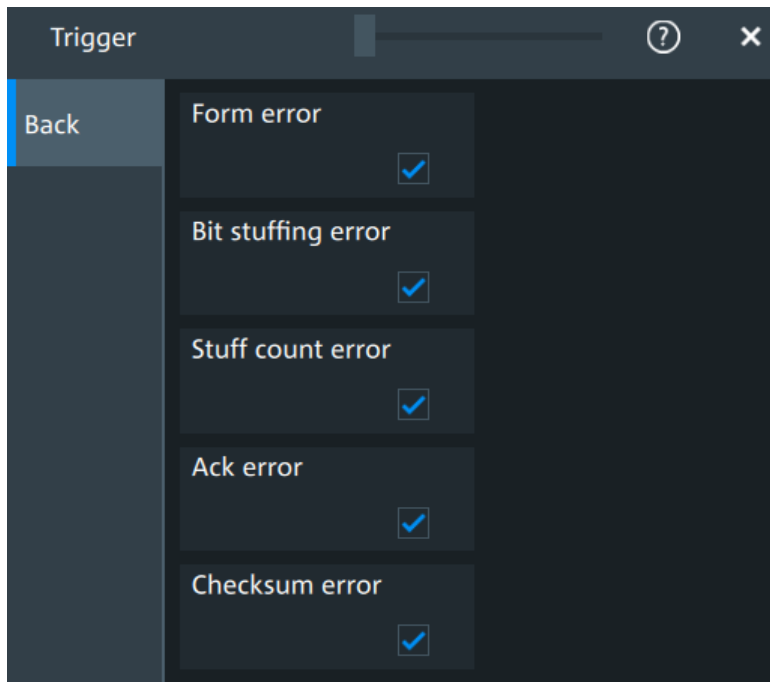 Trigger
?
Back
Form error
Bit stuffing error
Stuff count error
Ack error
Checksum error